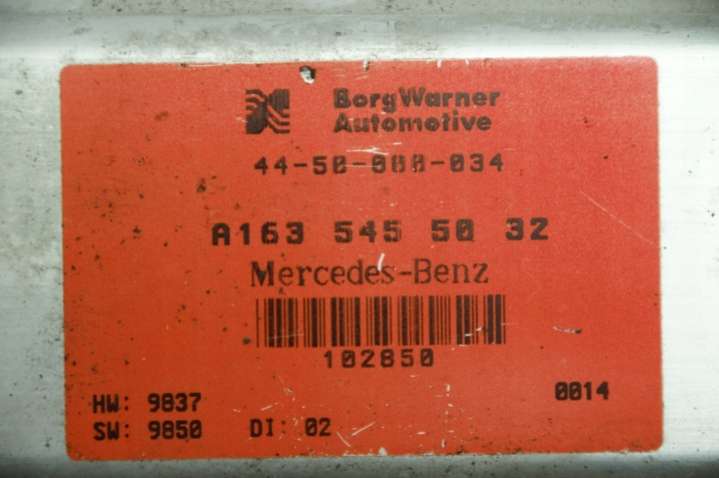 BorgWarner
Automotive
44-50-000-034
A163 545 50 32
Mercedes-Benz
102850
HW: 9837
0014
SW: 9850 DI: 02